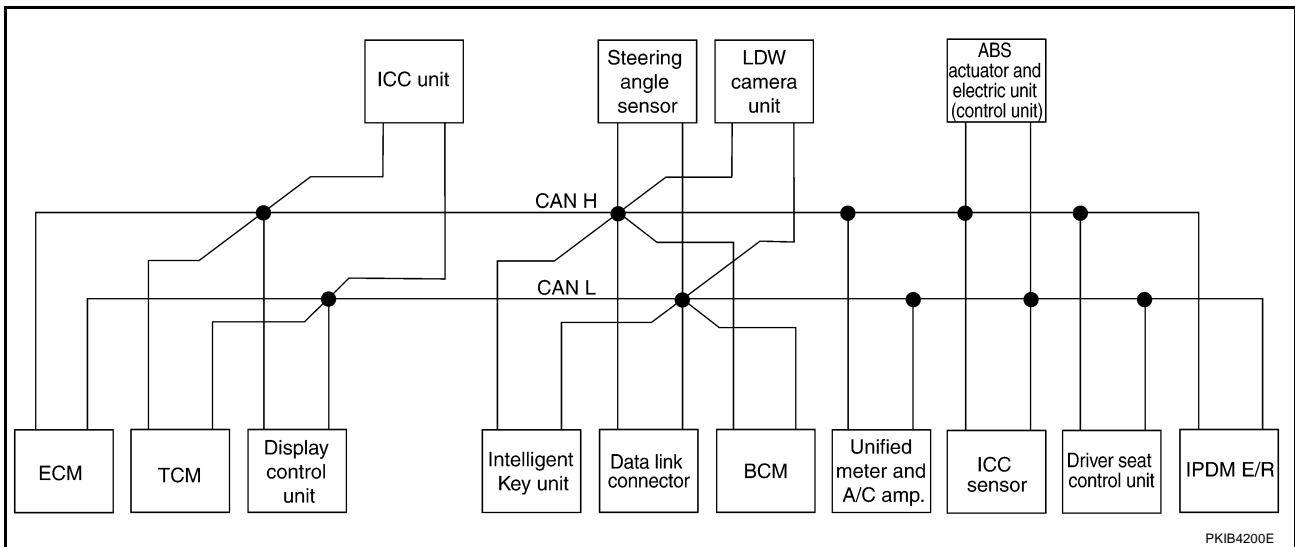 ICC unit
Steering
angle
sensor
LDW
camera
unit
ABS
actuator and
electric unit
(control unit)
CAN H
CAN L
ECM
TCM
Display
control
unit
Intelligent
Key unit
Data link
connector
BCM
Unified
meter and
A/C amp.
ICC
sensor
Driver seat
control unit
IPDM E/R
PKIB4200E